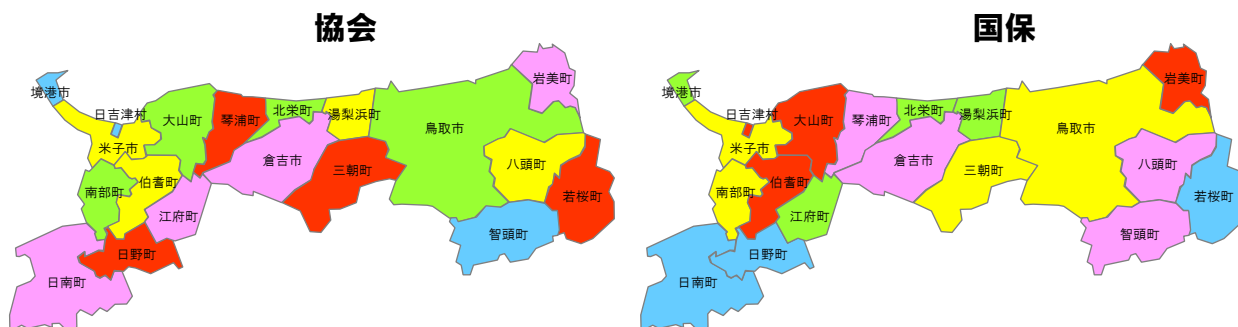 協会
境港市
日吉津村
米子市
大山町
琴浦町
北栄町
湯梨浜町
鳥取市
岩美町
南部町
伯耆町
倉吉市
三朝町
八頭町
若桜町
江府町
智頭町
日野町
日南町
国保
境港市
日吉津村
米子市
大山町
琴浦町
北栄町
湯梨浜町
鳥取市
岩美町
南部町
伯耆町
倉吉市
三朝町
八頭町
若桜町
江府町
智頭町
日野町
日南町